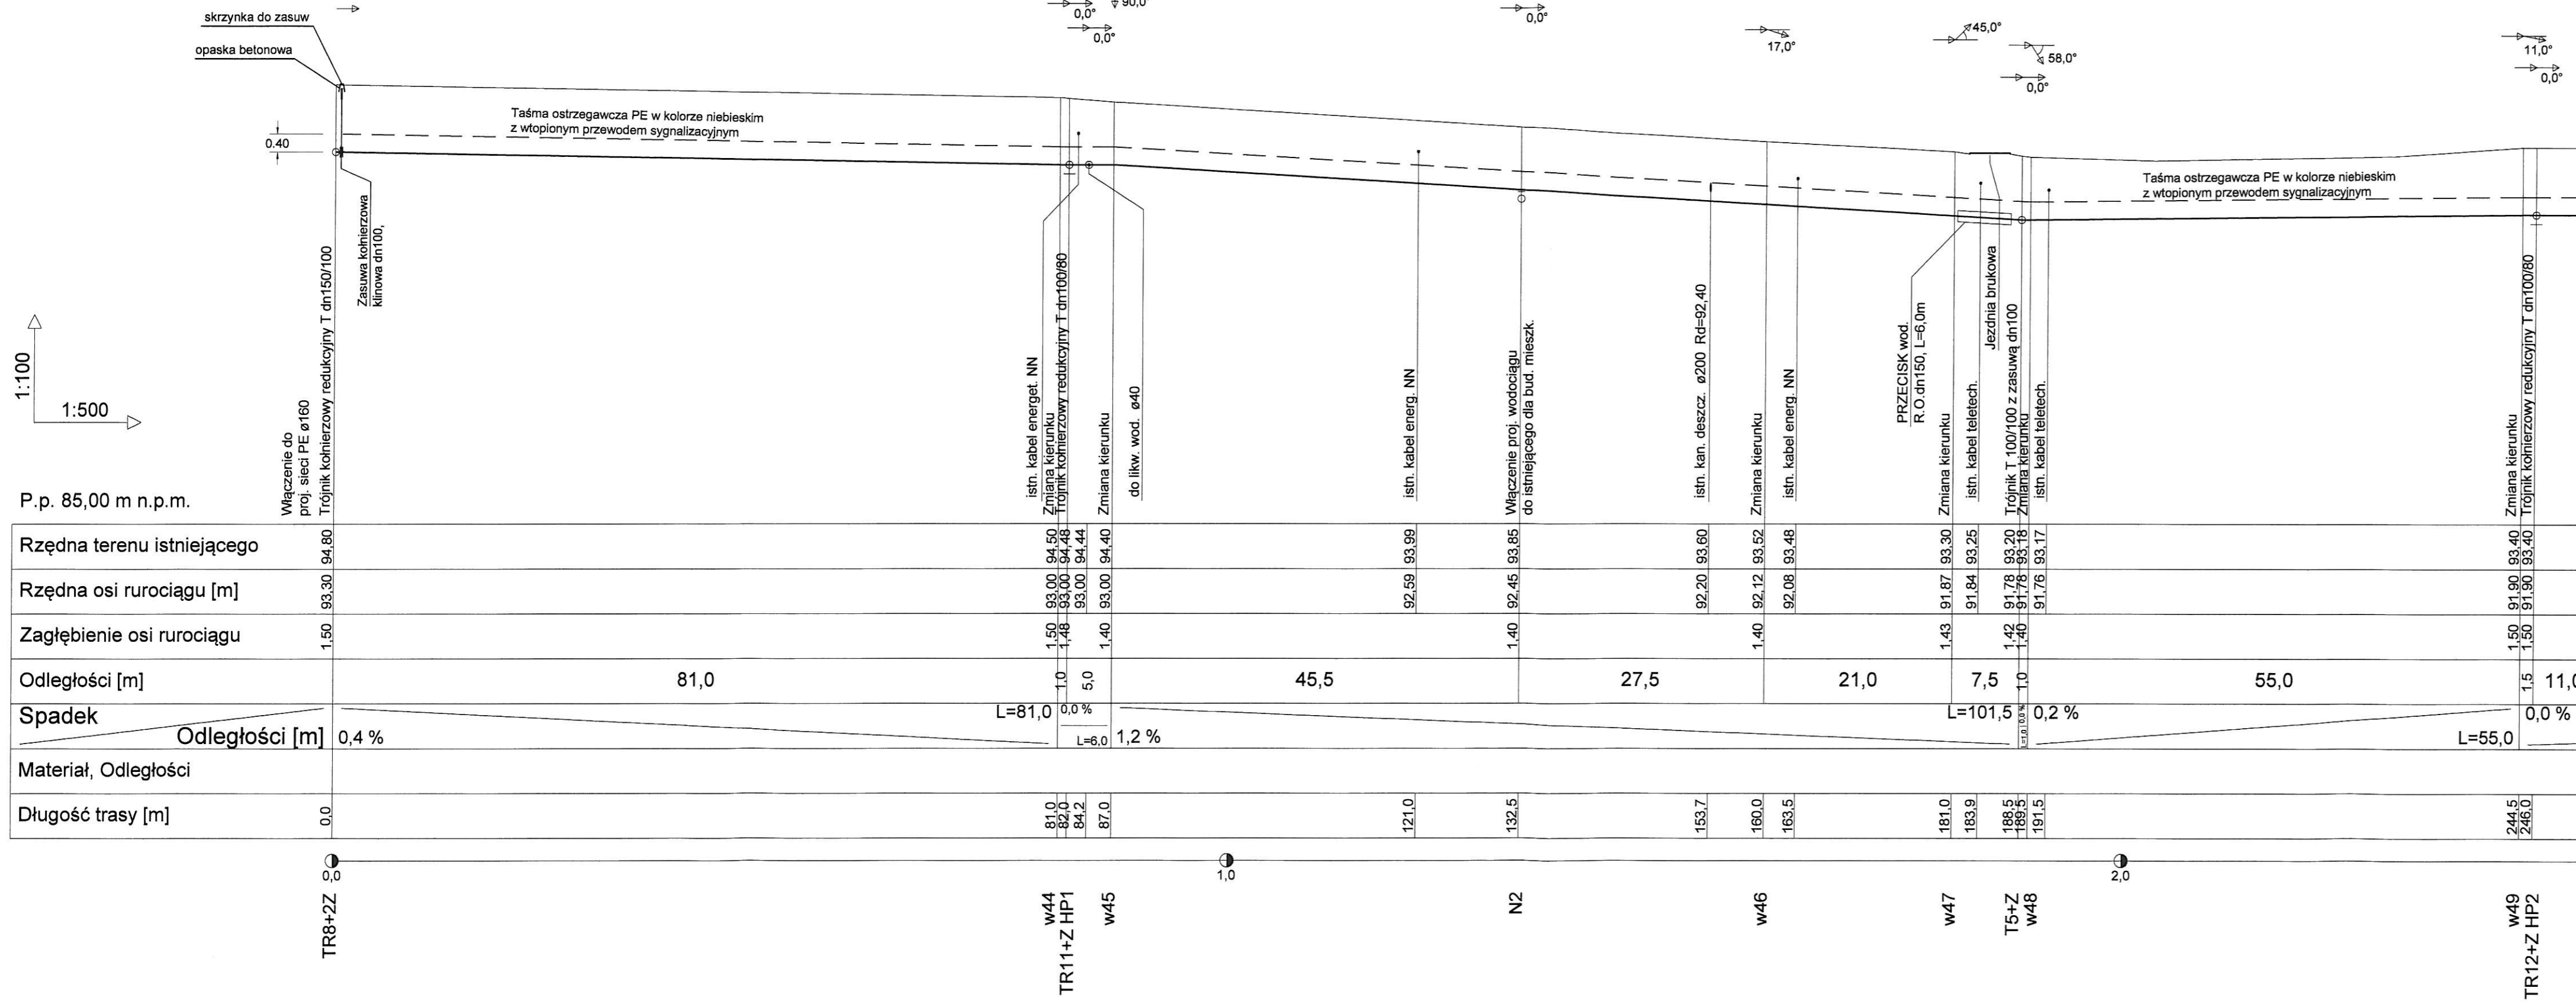 skrzynka do zasuw
opaska betonowa
0,0°
90,0°
0,0°
0,0°
17,0°
45,0°
58,0°
0,0°
11,0°
0,0°
0.40
Taśma ostrzegawcza PE w kolorze niebieskim
z wtopionym przewodem sygnalizacyjnym
Taśma ostrzegawcza PE w kolorze niebieskim
z wtopionym przewodem sygnalizacyjnym
1:100
1:500
Włączenie do
proj. sieci PE ø160
Trójnik kołnierzowy redukcyjny T dn150/100
Zasuwa kołnierzowa
klinowa dn100,
istn. kabel energet. NN
Zmiana kierunku
Trójnik kołnierzowy redukcyjny T dn100/80
Zmiana kierunku
do likw. wod. ø40
istn. kabel energ. NN
Włączenie proj. wodociągu
do istniejącego dla bud. mieszk.
istn. kan. deszcz. ø200 Rd=92,40
Zmiana kierunku
istn. kabel energ. NN
PRZECISK wod.
R.O.dn150, L=6,0m
Zmiana kierunku
istn. kabel teletech.
Jezdnia brukowa
Trójnik T 100/100 z zasuwą dn100
Zmiana kierunku
istn. kabel teletech.
Zmiana kierunku
Trójnik kołnierzowy redukcyjny T dn100/80
P.p. 85,00 m n.p.m.
Rzędna terenu istniejącego 94,80 94,50 94,48 94,44 94,40 93,99 93,85 93,60 93,52 93,48 93,30 93,25 93,20 93,18 93,17 93,40 93,40
Rzędna osi rurociągu [m] 93,30 93,00 93,00 93,00 93,00 92,59 92,45 92,20 92,12 92,08 91,87 91,84 91,78 91,78 91,76 91,90 91,90
Zagłębienie osi rurociągu 1,50 1,50 1,48 1,40 1,40 1,40 1,43 1,42 1,40 1,50 1,50
Odległości [m] 81,0 1,0 5,0 45,5 27,5 21,0 7,5 1,0 55,0 1,5 11,0
Spadek L=81,0 0,0 % L=101,5 0,0 % 0,2 % 0,0 %
Odległości [m] 0,4 % L=6,0 1,2 % L=1,0 L=55,0
Materiał, Odległości
Długość trasy [m] 0,0 81,0 82,0 84,2 87,0 121,0 132,5 153,7 160,0 163,5 181,0 183,9 188,5 189,5 191,5 244,5 246,0
0,0 1,0 2,0
TR8+2Z
w44
TR11+Z HP1
w45
N2
w46
w47
T5+Z
w48
w49
TR12+Z HP2